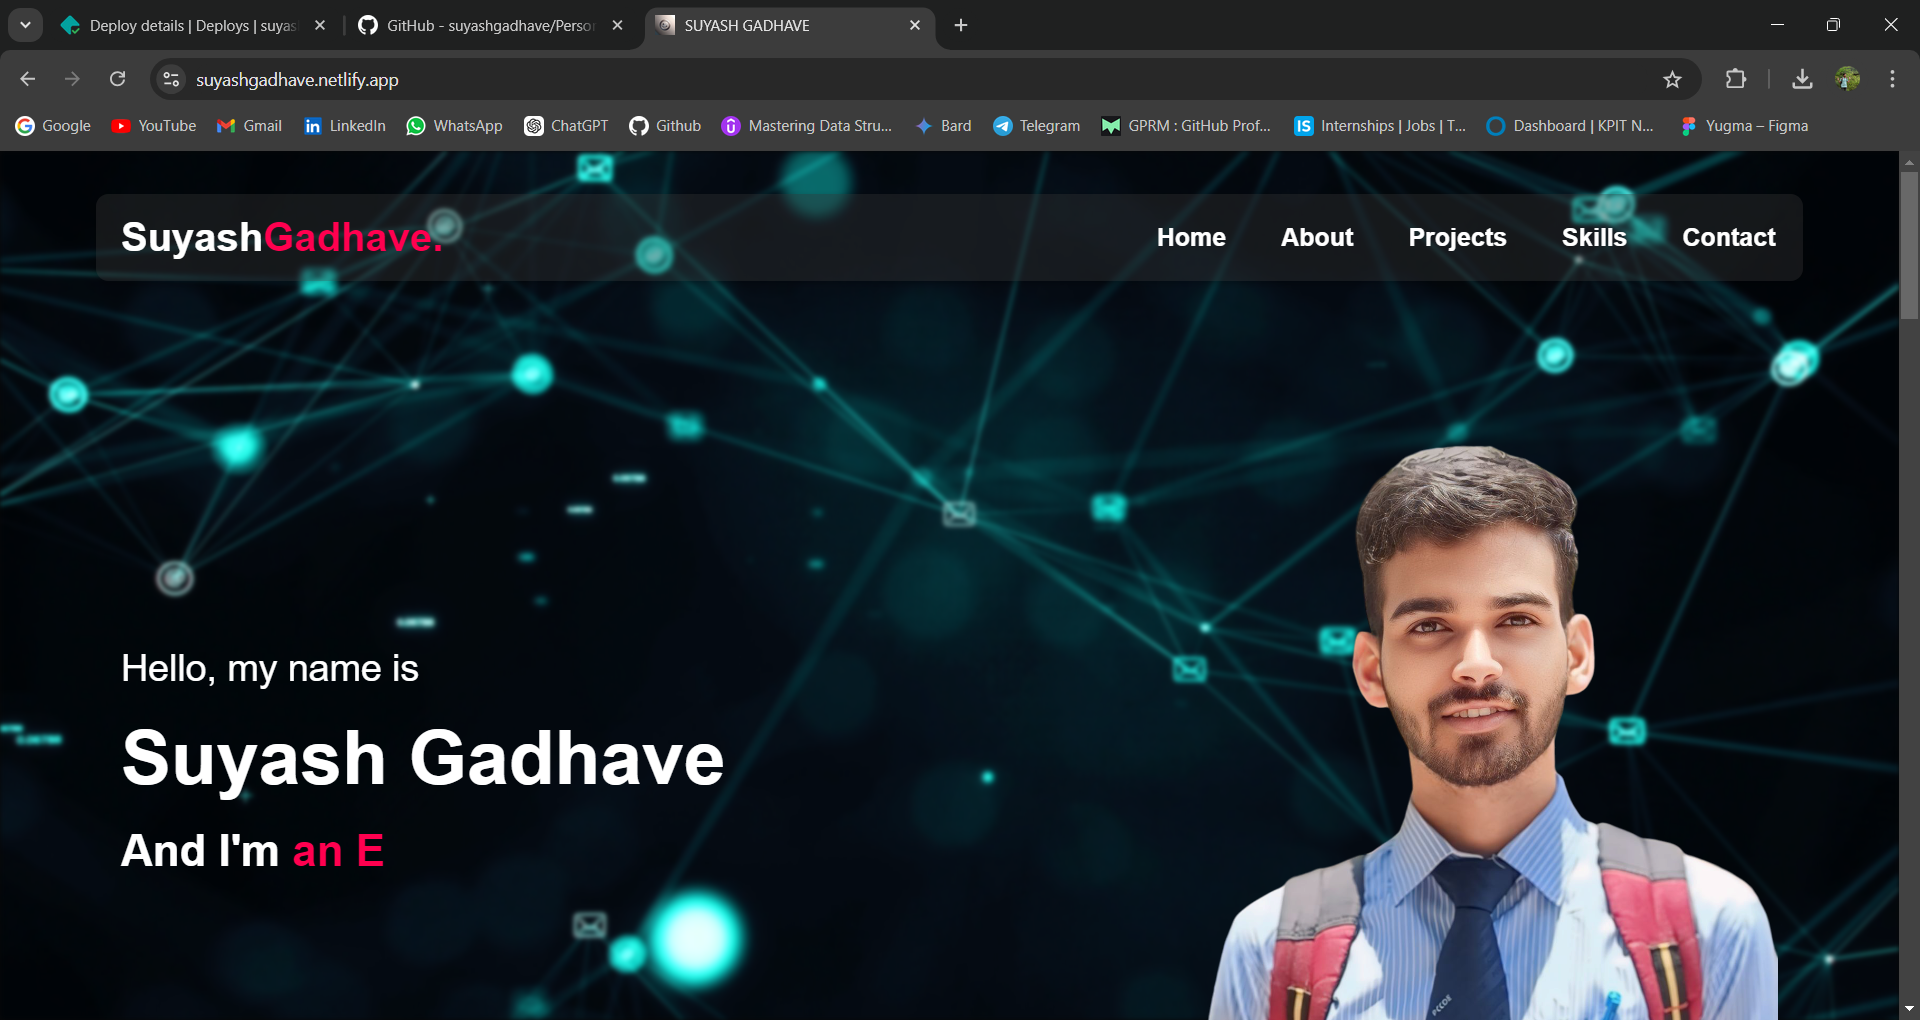 Deploy details | Deploys | suyas
GitHub - suyashgadhave/Perso
SUYASH GADHAVE
suyashgadhave.netlify.app
Google YouTube Gmail LinkedIn WhatsApp ChatGPT Github Mastering Data Stru... Bard Telegram GPRM : GitHub Prof... Internships | Jobs | T... Dashboard | KPIT N... Yugma – Figma
SuyashGadhave. Home About Projects Skills Contact
Hello, my name is
Suyash Gadhave
And I'm an E
PCCOE